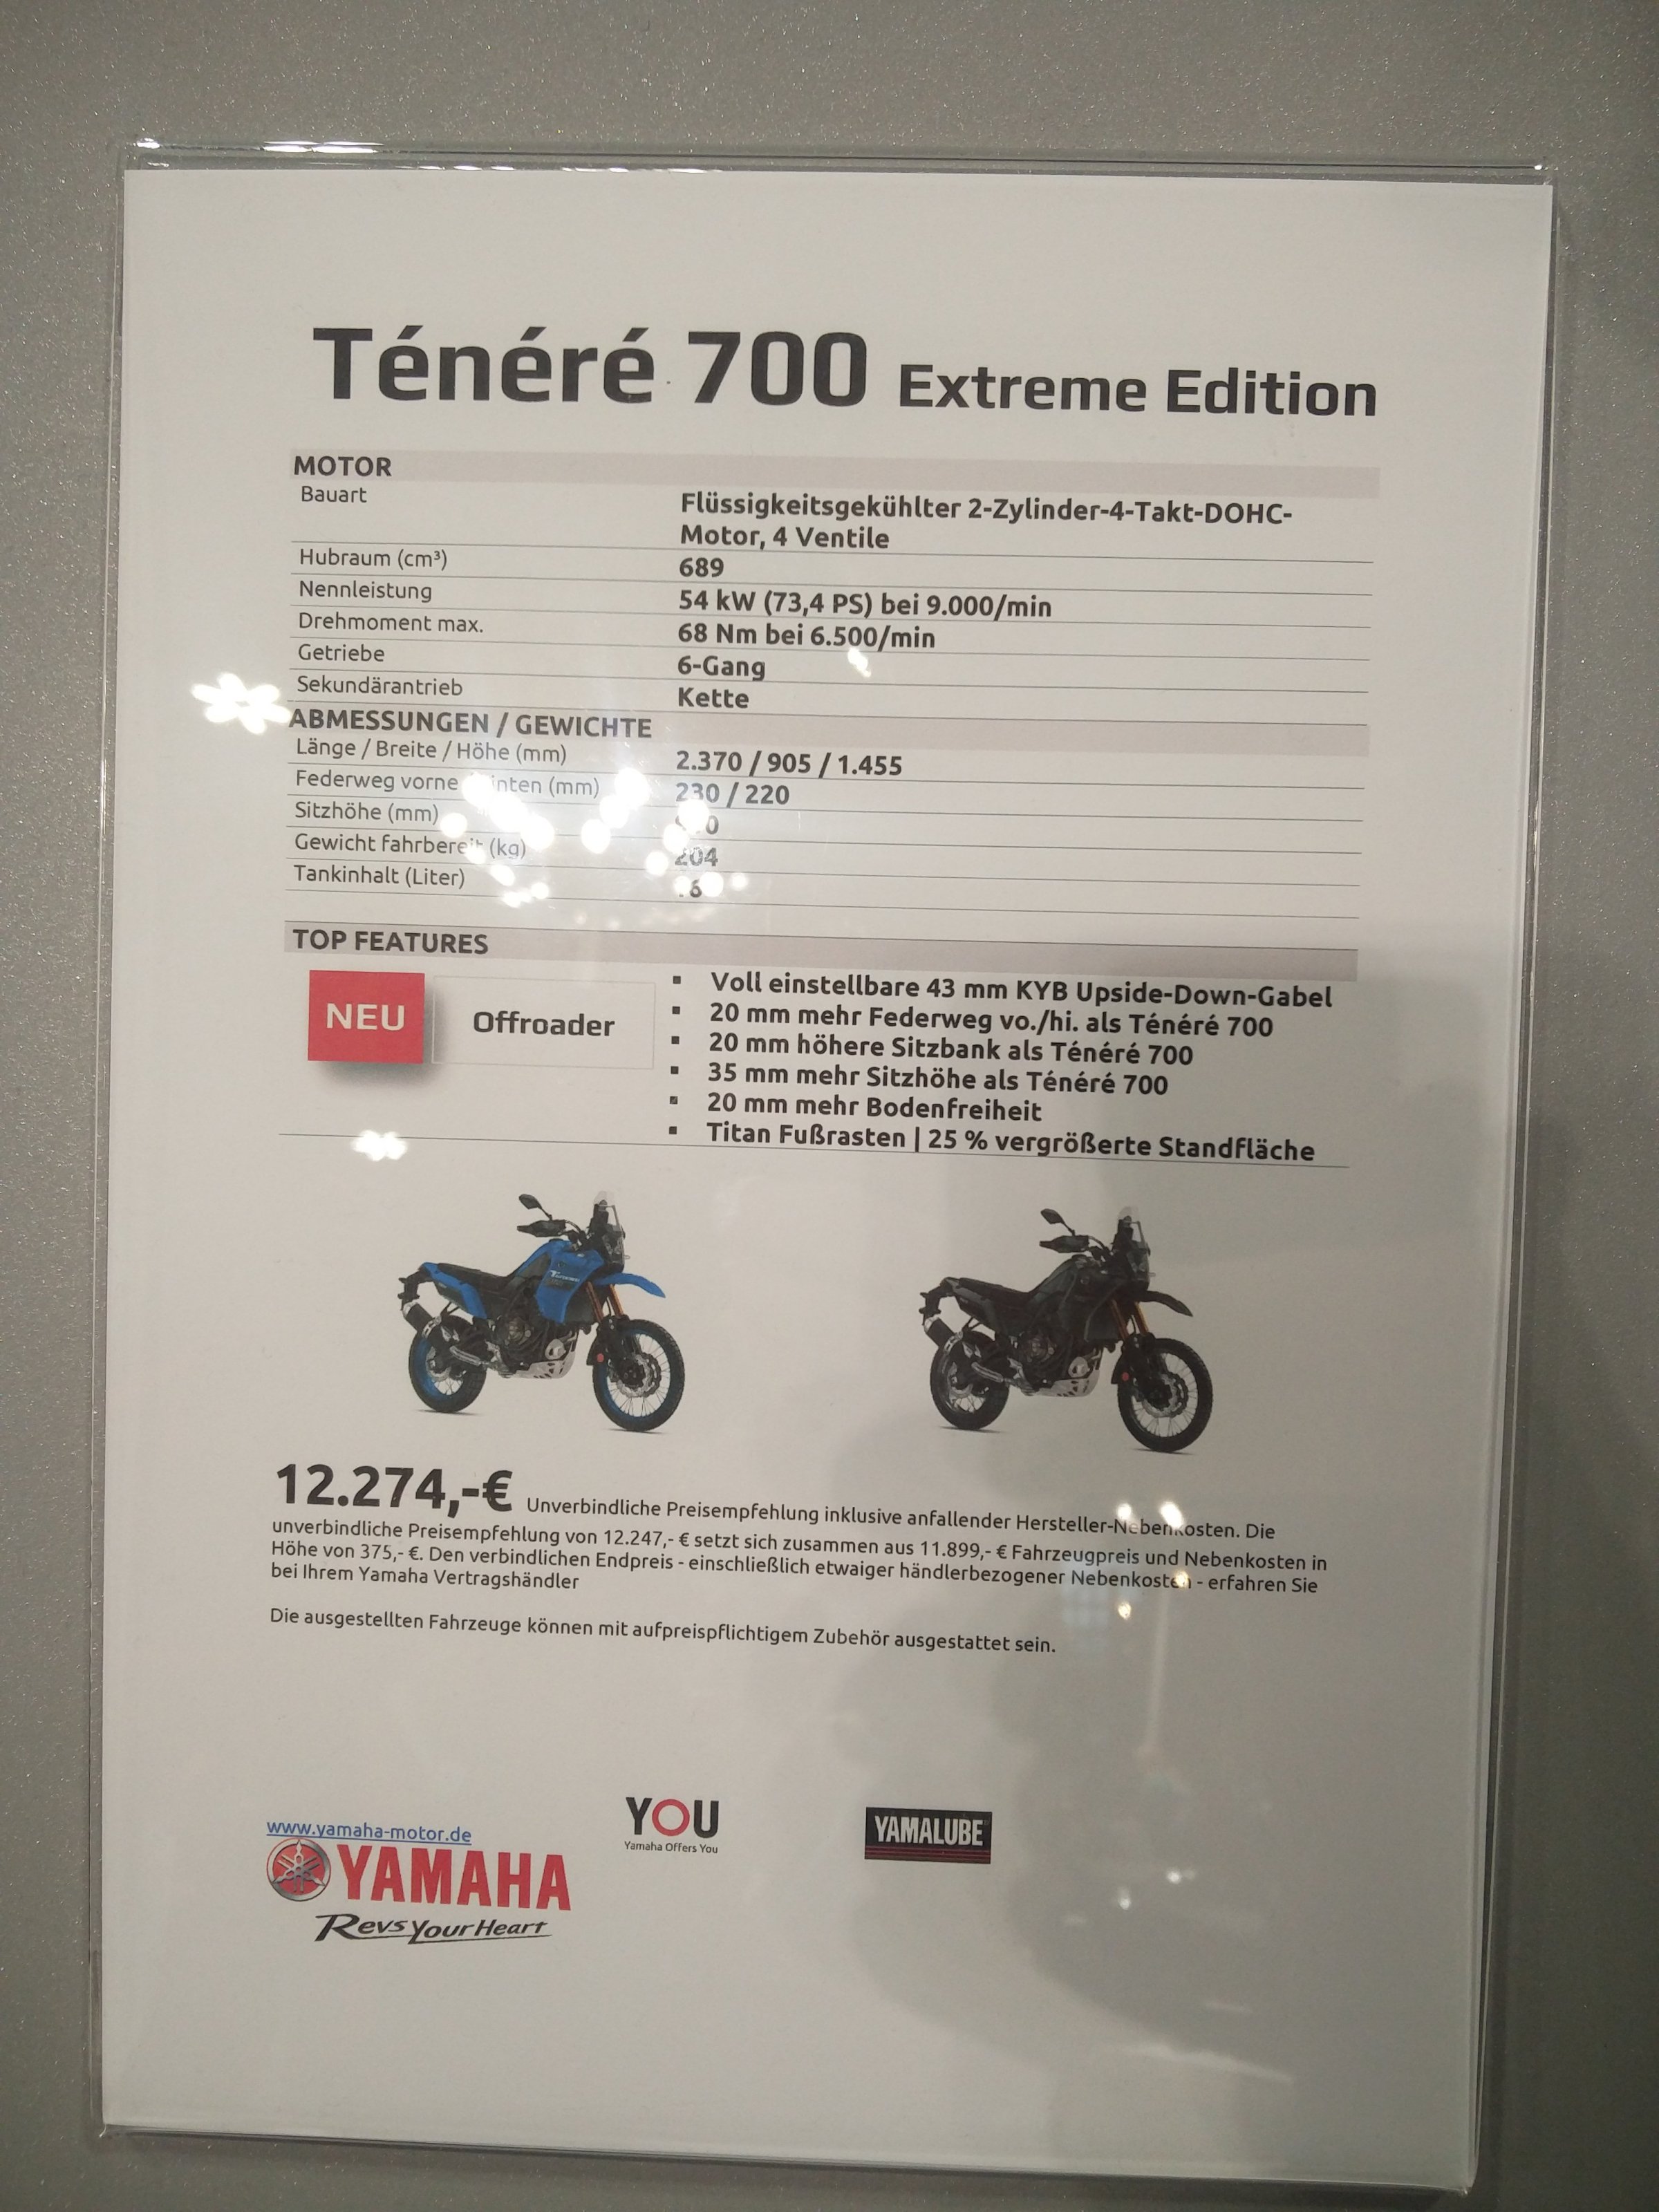 Ténéré 700 Extreme Edition
MOTOR
Bauart Flüssigkeitsgekühlter 2-Zylinder-4-Takt-DOHC-
Motor, 4 Ventile
Hubraum (cm³) 689
Nennleistung 54 kW (73,4 PS) bei 9.000/min
Drehmoment max. 68 Nm bei 6.500/min
Getriebe 6-Gang
Sekundärantrieb Kette
ABMESSUNGEN / GEWICHTE
Länge / Breite / Höhe (mm) 2.370 / 905 / 1.455
Federweg vorne (mm) 230 / 220
Sitzhöhe (mm)
Gewicht fahrbereit (kg) 204
Tankinhalt (Liter)
TOP FEATURES
NEU Offroader
▪ Voll einstellbare 43 mm KYB Upside-Down-Gabel
▪ 20 mm mehr Federweg vo./hi. als Ténéré 700
▪ 20 mm höhere Sitzbank als Ténéré 700
▪ 35 mm mehr Sitzhöhe als Ténéré 700
▪ 20 mm mehr Bodenfreiheit
▪ Titan Fußrasten | 25 % vergrößerte Standfläche
12.274,-€ Unverbindliche Preisempfehlung inklusive anfallender Hersteller-Nebenkosten. Die
unverbindliche Preisempfehlung von 12.247,- € setzt sich zusammen aus 11.899,- € Fahrzeugpreis und Nebenkosten in
Höhe von 375,- €. Den verbindlichen Endpreis - einschließlich etwaiger händlerbezogener Nebenkosten - erfahren Sie
bei Ihrem Yamaha Vertragshändler
Die ausgestellten Fahrzeuge können mit aufpreispflichtigem Zubehör ausgestattet sein.
www.yamaha-motor.de
YAMAHA
Revs Your Heart
YOU
Yamaha Offers You
YAMALUBE